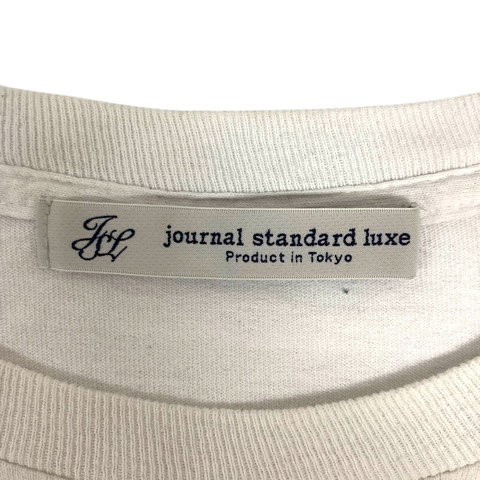 JSL
journal standard luxe
Product in Tokyo